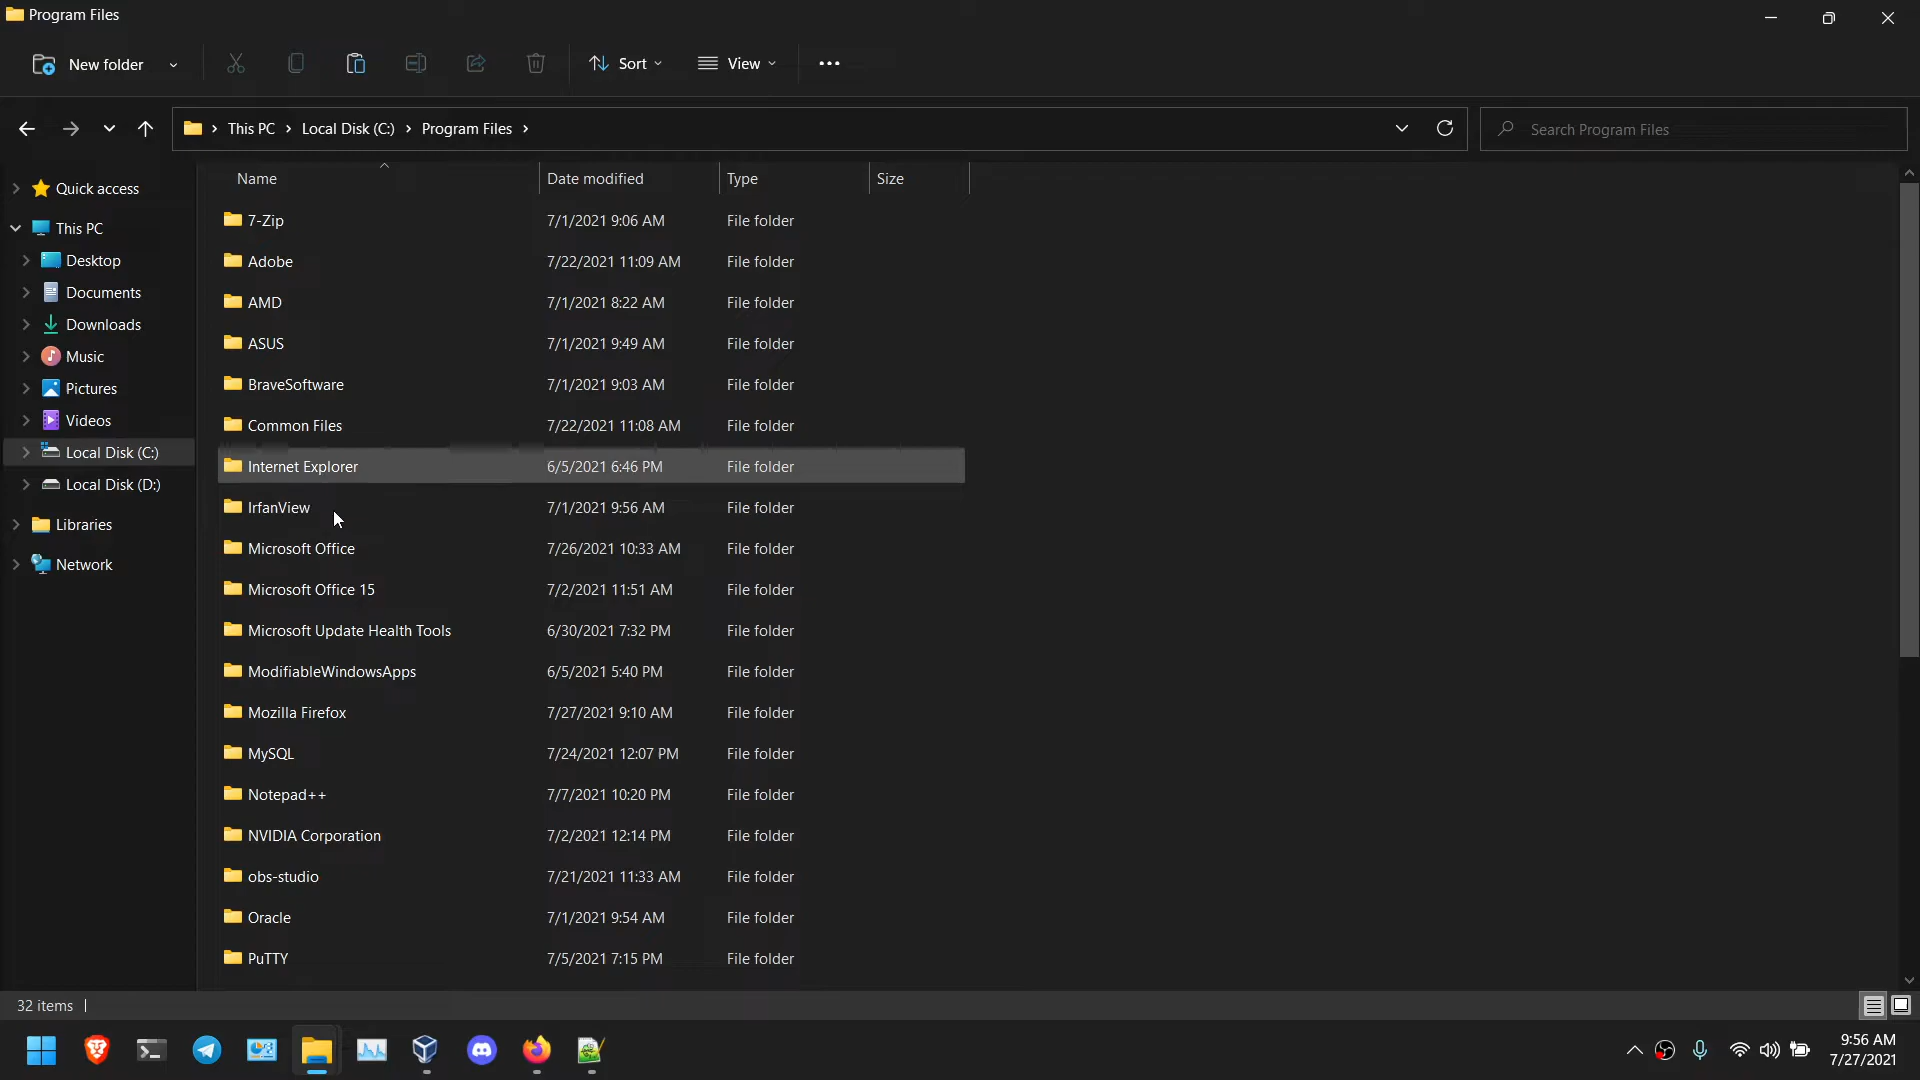 Program Files
New folder
Sort
View
This PC > Local Disk (C:) > Program Files >
Search Program Files
Quick access
This PC
Desktop
Documents
Downloads
Music
Pictures
Videos
Local Disk (C:)
Local Disk (D:)
Libraries
Network
Name Date modified Type Size
7-Zip 7/1/2021 9:06 AM File folder
Adobe 7/22/2021 11:09 AM File folder
AMD 7/1/2021 8:22 AM File folder
ASUS 7/1/2021 9:49 AM File folder
BraveSoftware 7/1/2021 9:03 AM File folder
Common Files 7/22/2021 11:08 AM File folder
Internet Explorer 6/5/2021 6:46 PM File folder
IrfanView 7/1/2021 9:56 AM File folder
Microsoft Office 7/26/2021 10:33 AM File folder
Microsoft Office 15 7/2/2021 11:51 AM File folder
Microsoft Update Health Tools 6/30/2021 7:32 PM File folder
ModifiableWindowsApps 6/5/2021 5:40 PM File folder
Mozilla Firefox 7/27/2021 9:10 AM File folder
MySQL 7/24/2021 12:07 PM File folder
Notepad++ 7/7/2021 10:20 PM File folder
NVIDIA Corporation 7/2/2021 12:14 PM File folder
obs-studio 7/21/2021 11:33 AM File folder
Oracle 7/1/2021 9:54 AM File folder
PuTTY 7/5/2021 7:15 PM File folder
32 items
9:56 AM
7/27/2021